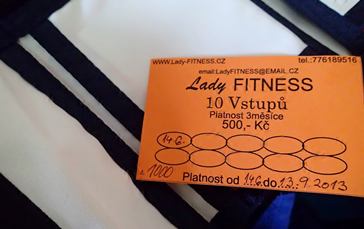 WWW.Lady-FITNESS.CZ tel.:776189516
email:LadyFITNESS@EMAIL.CZ
Lady FITNESS
10 Vstupů
Platnost 3měsíce
500,- Kč
14.6.
1000
Platnost od 14.6. do 13.9.2013